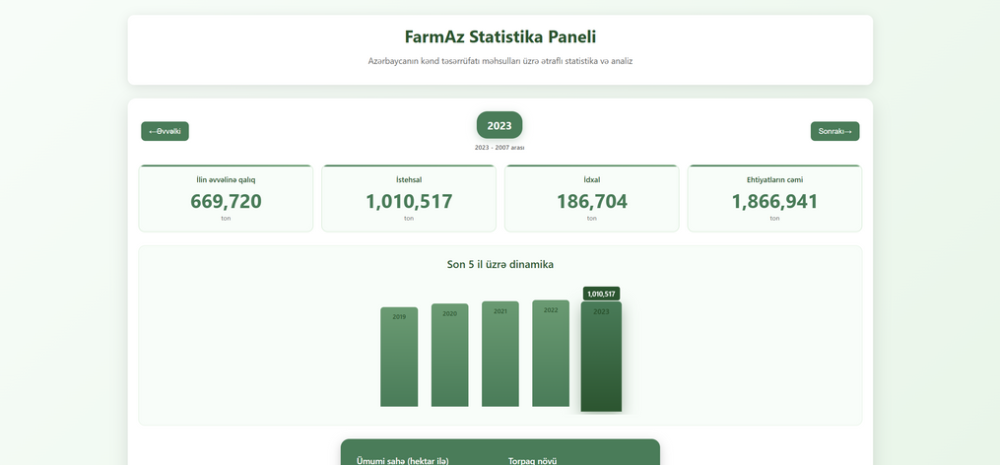 FarmAz Statistika Paneli
Azərbaycanın kənd təsərrüfatı məhsulları üzrə ətraflı statistika və analiz
←Əvvəlki
2023
Sonrakı→
2023 - 2007 arası
İlin əvvəlinə qalıq
669,720
ton
İstehsal
1,010,517
ton
İdxal
186,704
ton
Ehtiyatların cəmi
1,866,941
ton
Son 5 il üzrə dinamika
1,010,517
2019
2020
2021
2022
2023
Ümumi sahə (hektar ilə)
Torpaq növü